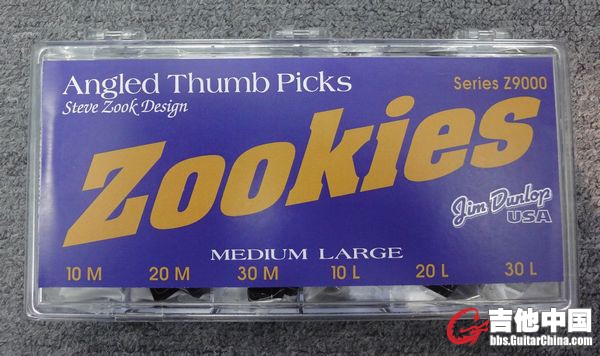 Angled Thumb Picks
Series Z9000
Steve Zook Design
Zookies
Jim Dunlop
USA
MEDIUM LARGE
10 M 20 M 30 M 10 L 20 L 30 L
吉他中国
bbs.GuitarChina.com